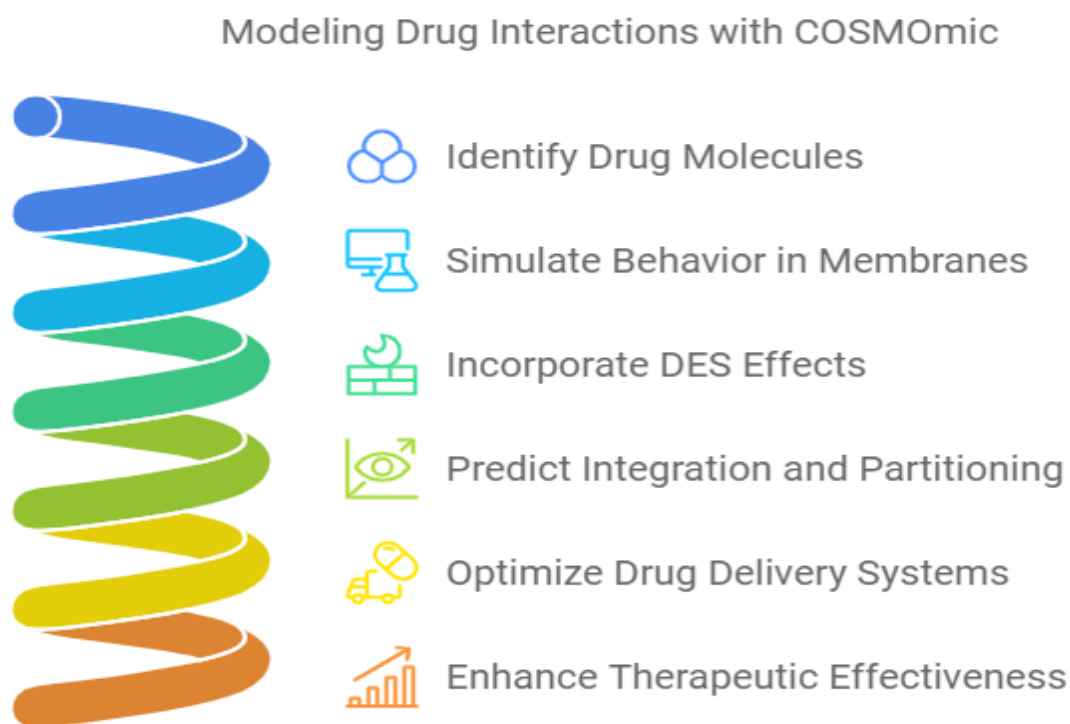 Modeling Drug Interactions with COSMOmic
Identify Drug Molecules
Simulate Behavior in Membranes
Incorporate DES Effects
Predict Integration and Partitioning
Optimize Drug Delivery Systems
Enhance Therapeutic Effectiveness